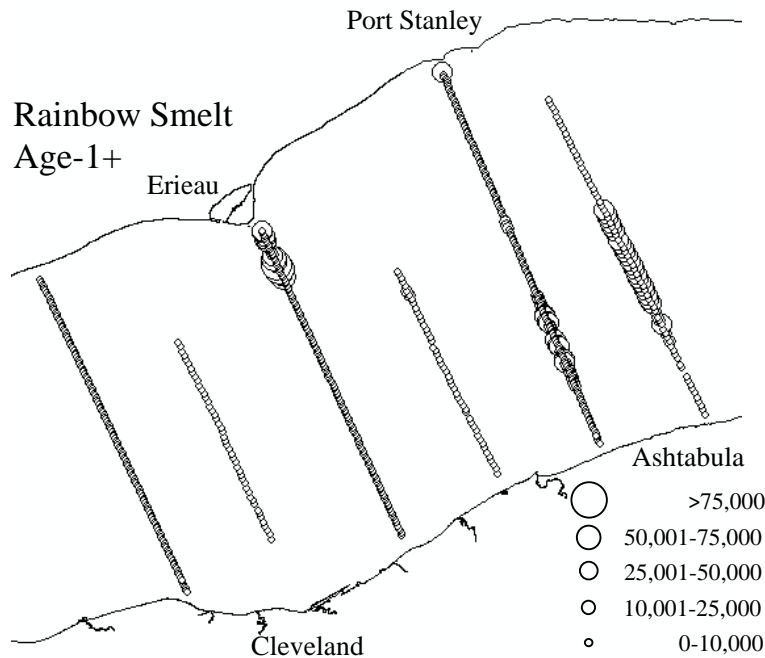 Port Stanley
Rainbow Smelt
Age-1+
Erieau
Ashtabula
>75,000
50,001-75,000
25,001-50,000
10,001-25,000
0-10,000
Cleveland